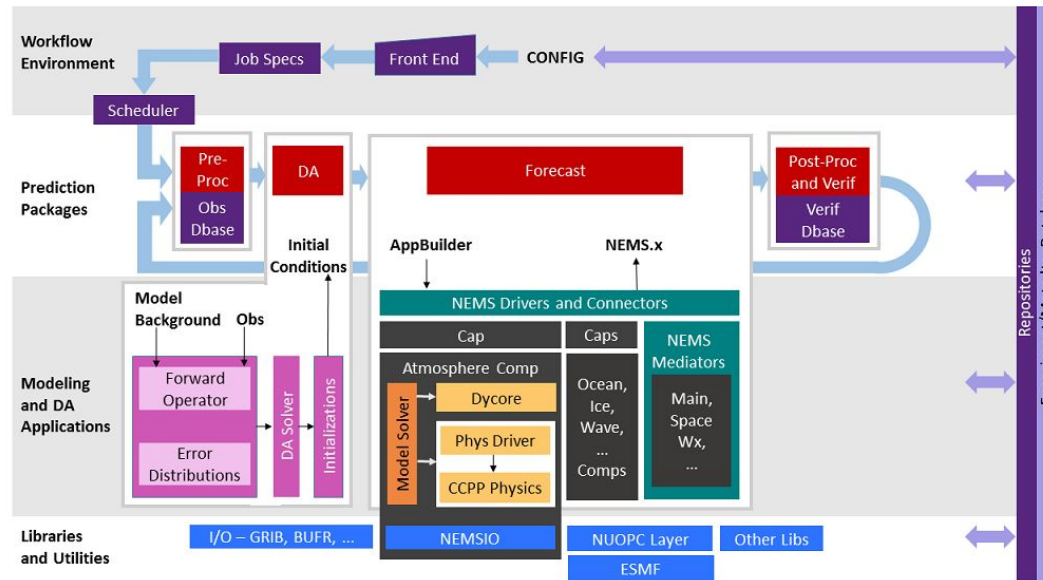 Workflow
Environment
Job Specs
Front End
CONFIG
Scheduler
Prediction
Packages
Pre-
Proc
Obs
Dbase
DA
Forecast
Post-Proc
and Verif
Verif
Dbase
Initial
Conditions
AppBuilder
NEMS.x
Modeling
and DA
Applications
Model
Background
Obs
Forward
Operator
Error
Distributions
DA Solver
Initializations
NEMS Drivers and Connectors
Cap
Caps
NEMS
Mediators
Atmosphere Comp
Model Solver
Dycore
Phys Driver
CCPP Physics
Ocean,
Ice,
Wave,
...
Comps
Main,
Space
Wx,
...
Libraries
and Utilities
I/O – GRIB, BUFR, ...
NEMSIO
NUOPC Layer
Other Libs
ESMF
Repositories